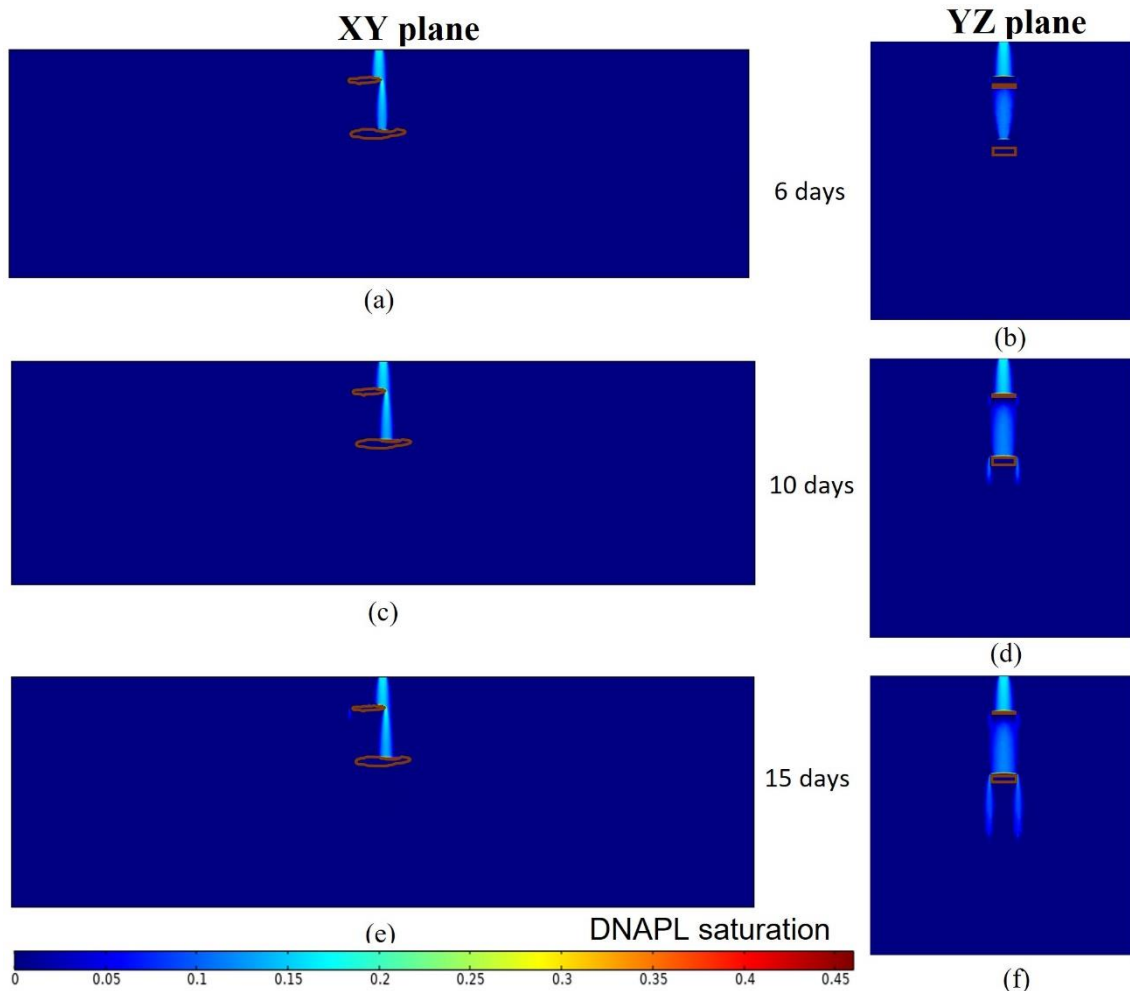 XY plane
YZ plane
6 days
(a)
(b)
10 days
(c)
(d)
15 days
(e)
DNAPL saturation
0 0.05 0.1 0.15 0.2 0.25 0.3 0.35 0.4 0.45
(f)